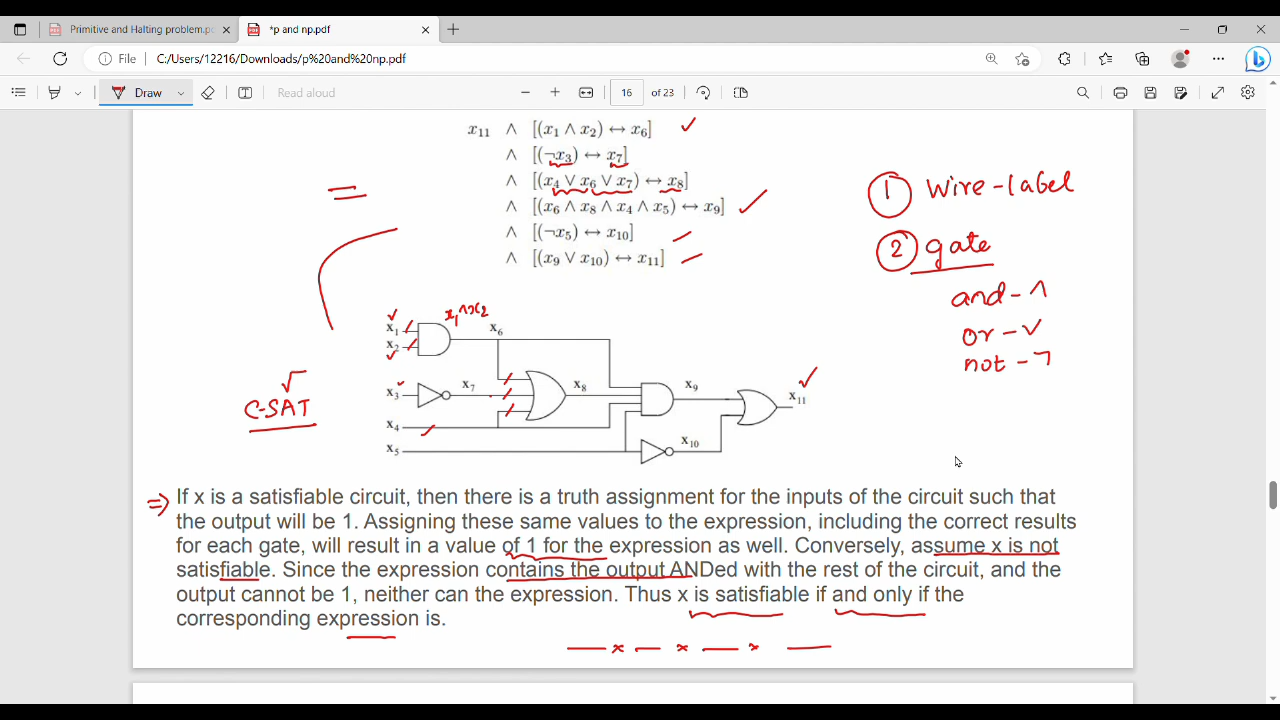 Primitive and Halting problem.pc
*p and np.pdf
File
C:/Users/12216/Downloads/p%20and%20np.pdf
Draw
Read aloud
16 of 23
x11 ∧ [(x1 ∧ x2) ↔ x6]
∧ [(¬x3) ↔ x7]
∧ [(x4 ∨ x6 ∨ x7) ↔ x8]
∧ [(x6 ∧ x8 ∧ x4 ∧ x5) ↔ x9]
∧ [(¬x5) ↔ x10]
∧ [(x9 ∨ x10) ↔ x11]
=
1 wire-label
2 gate
and - ∧
or - ∨
not - ¬
x1 ∧ x2
x1
x6
x2
x3
x7
x8
x9
x11
x4
x5
x10
C-SAT
⇒ If x is a satisfiable circuit, then there is a truth assignment for the inputs of the circuit such that
the output will be 1. Assigning these same values to the expression, including the correct results
for each gate, will result in a value of 1 for the expression as well. Conversely, assume x is not
satisfiable. Since the expression contains the output ANDed with the rest of the circuit, and the
output cannot be 1, neither can the expression. Thus x is satisfiable if and only if the
corresponding expression is.
— x — x — x —